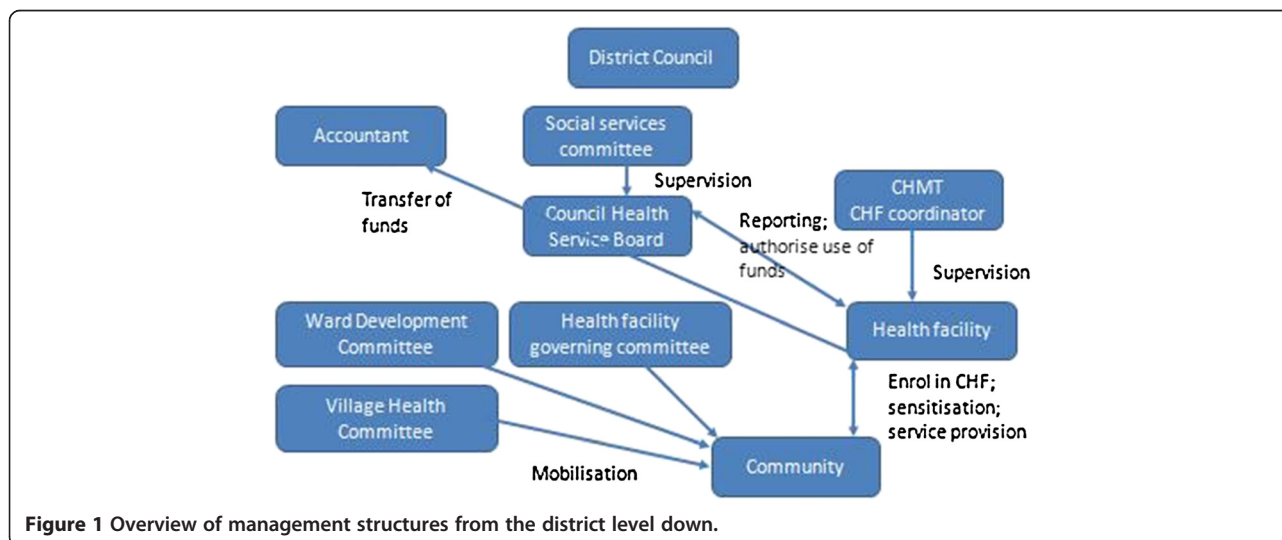 District Council
Accountant
Social services
committee
Supervision
CHMT
CHF coordinator
Transfer of
funds
Council Health
Service Board
Reporting;
authorise use of
funds
Supervision
Ward Development
Committee
Health facility
governing committee
Health facility
Enrol in CHF;
sensitisation;
service provision
Village Health
Committee
Mobilisation
Community
Figure 1 Overview of management structures from the district level down.